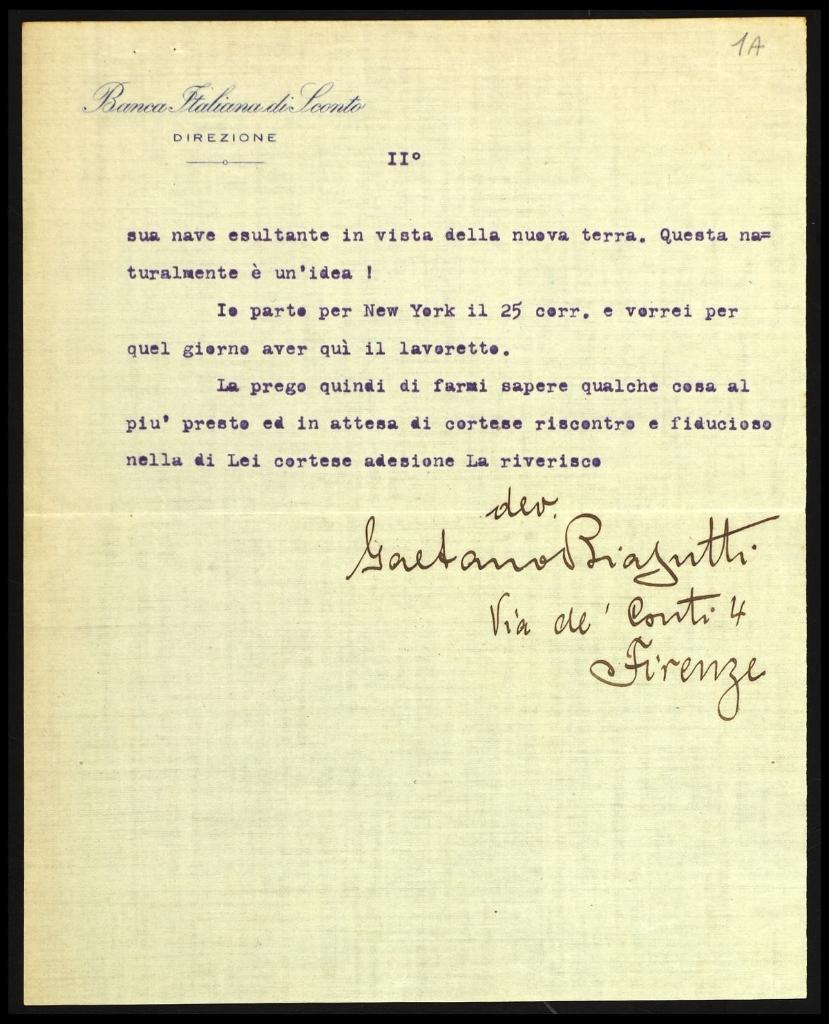 1A
Banca Italiana di Sconto
DIREZIONE
II°
sua nave esultante in vista della nuova terra. Questa na=
turalmente è un'idea !
Io parto per New York il 25 corr. e vorrei per
quel giorno aver quì il lavoretto.
La prego quindi di farmi sapere qualche cosa al
piu' presto ed in attesa di cortese riscontro e fiducioso
nella di Lei cortese adesione La riverisco
dev.
Gaetano Biasutti
Via de' Conti 4
Firenze